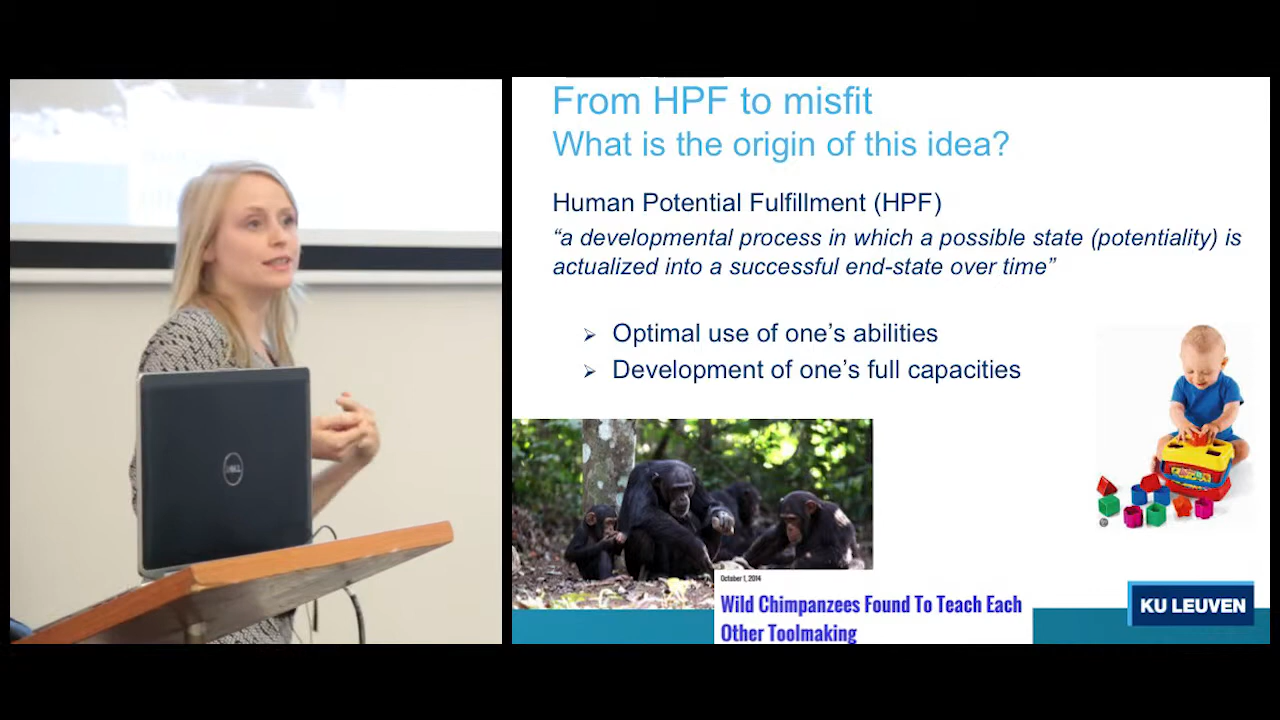 From HPF to misfit
What is the origin of this idea?
Human Potential Fulfillment (HPF)
“a developmental process in which a possible state (potentiality) is
actualized into a successful end-state over time”
Optimal use of one’s abilities
Development of one’s full capacities
DELL
October 1, 2014
Wild Chimpanzees Found To Teach Each
Other Toolmaking
KU LEUVEN